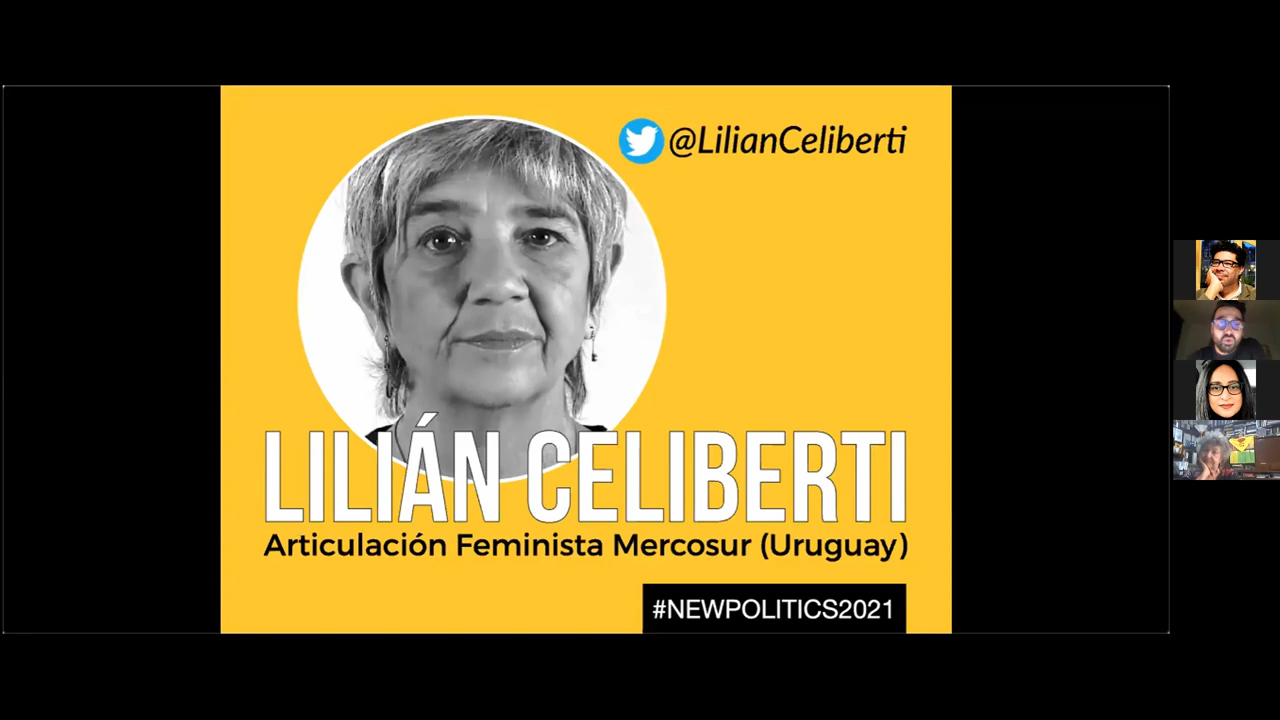 @LilianCeliberti
LILIÁN CELIBERTI
Articulación Feminista Mercosur (Uruguay)
#NEWPOLITICS2021